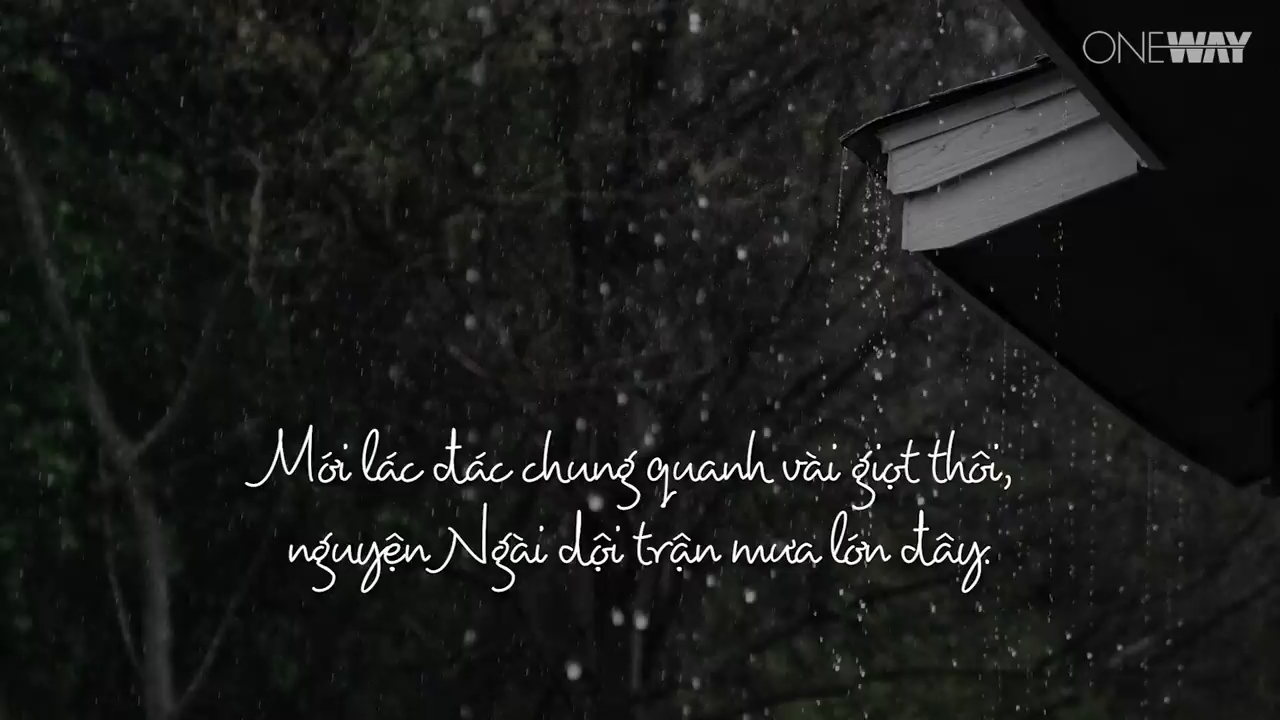 ONEWAY
Mới lác đác chung quanh vài giọt thôi,
nguyện Ngài dội trận mưa lớn đây.